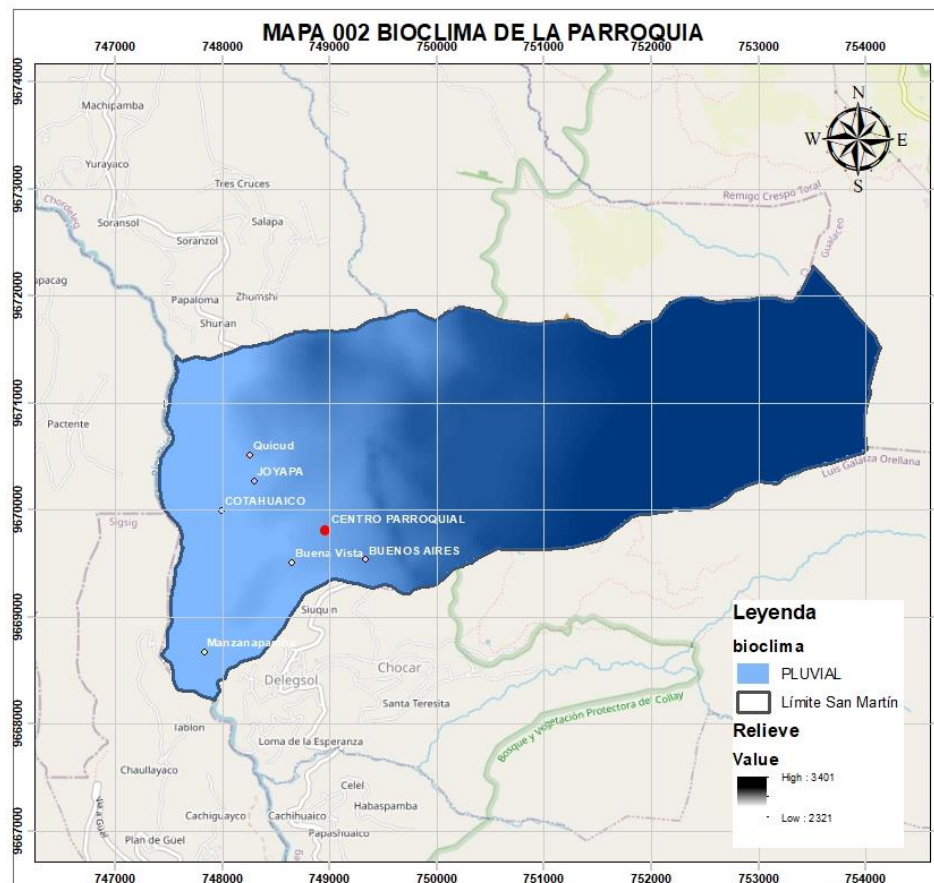 MAPA 002 BIOCLIMA DE LA PARROQUIA
747000 748000 749000 750000 751000 752000 753000 754000
9674000
9673000
9672000
9671000
9670000
9669000
9668000
9667000
N
W E
S
Machipamba
Yurayaco
Tres Cruces
Chordeleg
Soransol
Salapa
Soranzol
Remigo Crespo Toral
Gualaceo
Papaloma
Zhumshi
Shunan
Pactente
Quicud
JOYAPA
COTAHUAICO
Luis Galarza Orellana
Sigsig
CENTRO PARROQUIAL
Buena Vista
BUENOS AIRES
Siuquin
Chocar
Delegsol
Santa Teresita
Loma de la Esperanza
Bosque y Vegetación Protectora de Collay
Chaullayaco
Celel
Habaspamba
Cachiguayco
Cachihuaico
Plan de Guel
Papashuaico
Leyenda
bioclima
PLUVIAL
Límite San Martín
Relieve
Value
High : 3401
Low : 2321
747000 748000 749000 750000 751000 752000 753000 754000